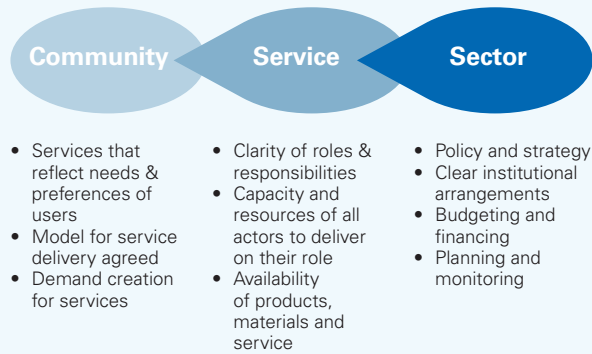 Community
Service
Sector
• Services that
reflect needs &
preferences of
users
• Model for service
delivery agreed
• Demand creation
for services
• Clarity of roles &
responsibilities
• Capacity and
resources of all
actors to deliver
on their role
• Availability
of products,
materials and
service
• Policy and strategy
• Clear institutional
arrangements
• Budgeting and
financing
• Planning and
monitoring